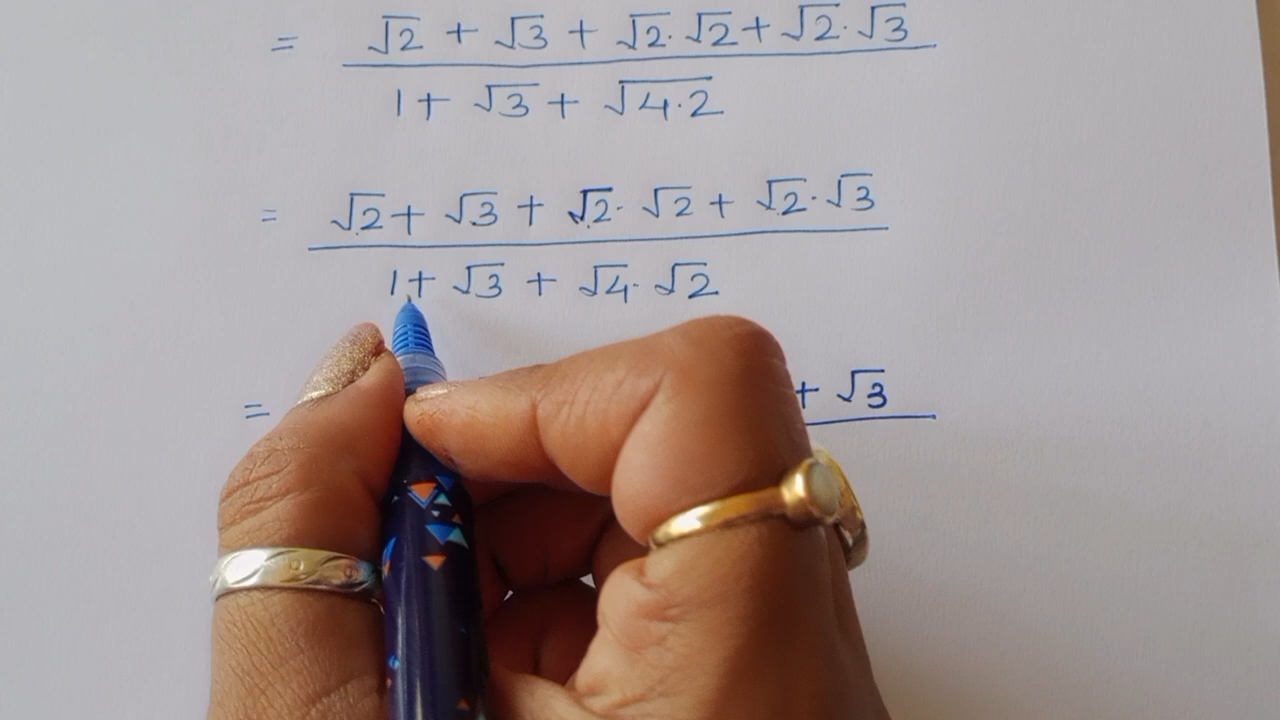 = √2 + √3 + √2·√2 + √2·√3
1 + √3 + √4·2
= √2 + √3 + √2·√2 + √2·√3
1 + √3 + √4·√2
= + √3